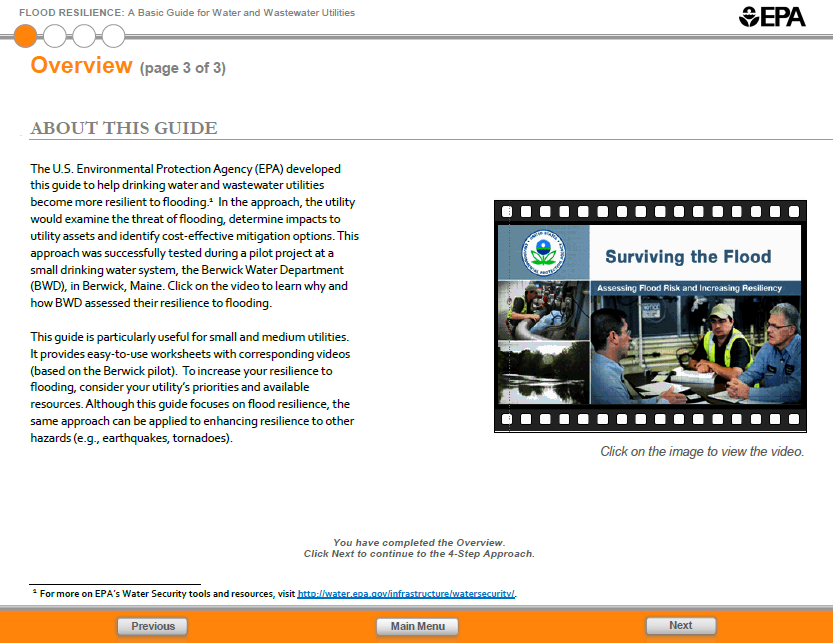 FLOOD RESILIENCE: A Basic Guide for Water and Wastewater Utilities
EPA
Overview (page 3 of 3)
ABOUT THIS GUIDE
The U.S. Environmental Protection Agency (EPA) developed
this guide to help drinking water and wastewater utilities
become more resilient to flooding.¹ In the approach, the utility
would examine the threat of flooding, determine impacts to
utility assets and identify cost-effective mitigation options. This
approach was successfully tested during a pilot project at a
small drinking water system, the Berwick Water Department
(BWD), in Berwick, Maine. Click on the video to learn why and
how BWD assessed their resilience to flooding.
This guide is particularly useful for small and medium utilities.
It provides easy-to-use worksheets with corresponding videos
(based on the Berwick pilot). To increase your resilience to
flooding, consider your utility's priorities and available
resources. Although this guide focuses on flood resilience, the
same approach can be applied to enhancing resilience to other
hazards (e.g., earthquakes, tornadoes).
Surviving the Flood
Assessing Flood Risk and Increasing Resiliency
NOTICE
Click on the image to view the video.
You have completed the Overview.
Click Next to continue to the 4-Step Approach.
¹ For more on EPA's Water Security tools and resources, visit http://water.epa.gov/infrastructure/watersecurity/.
Previous
Main Menu
Next